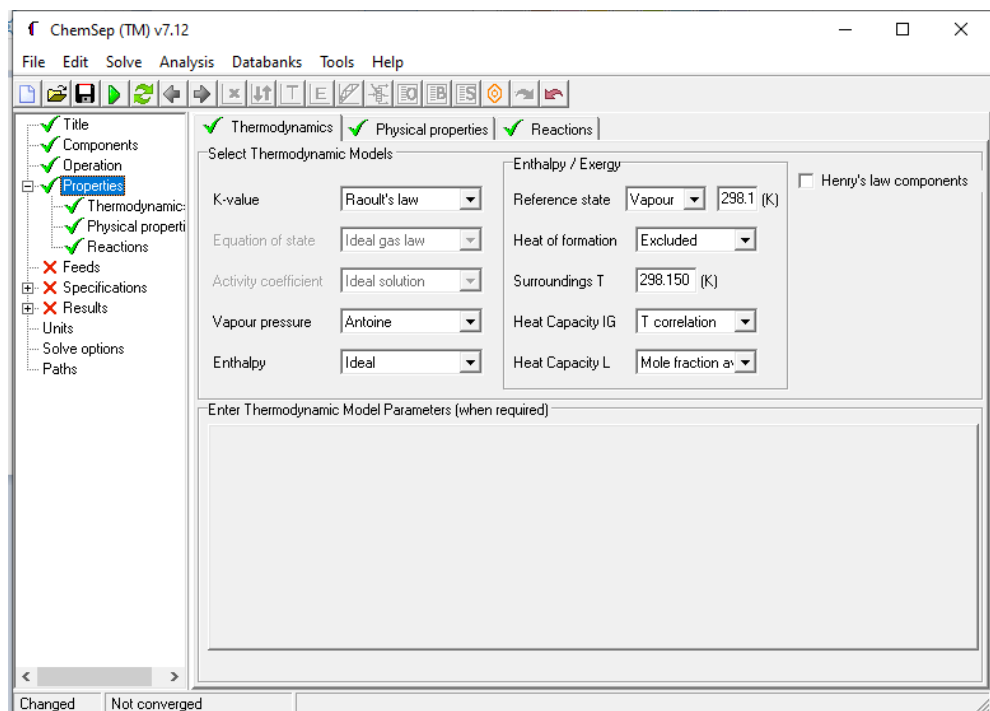 ChemSep (TM) v7.12
File Edit Solve Analysis Databanks Tools Help
T E O B S
Title
Components
Operation
Properties
Thermodynamic:
Physical properti
Reactions
Feeds
Specifications
Results
Units
Solve options
Paths
Thermodynamics Physical properties Reactions
Select Thermodynamic Models
K-value Raoult's law
Equation of state Ideal gas law
Activity coefficient Ideal solution
Vapour pressure Antoine
Enthalpy Ideal
Enthalpy / Exergy
Reference state Vapour 298.1 (K)
Heat of formation Excluded
Surroundings T 298.150 (K)
Heat Capacity IG T correlation
Heat Capacity L Mole fraction av
Henry's law components
Enter Thermodynamic Model Parameters (when required)
Changed Not converged